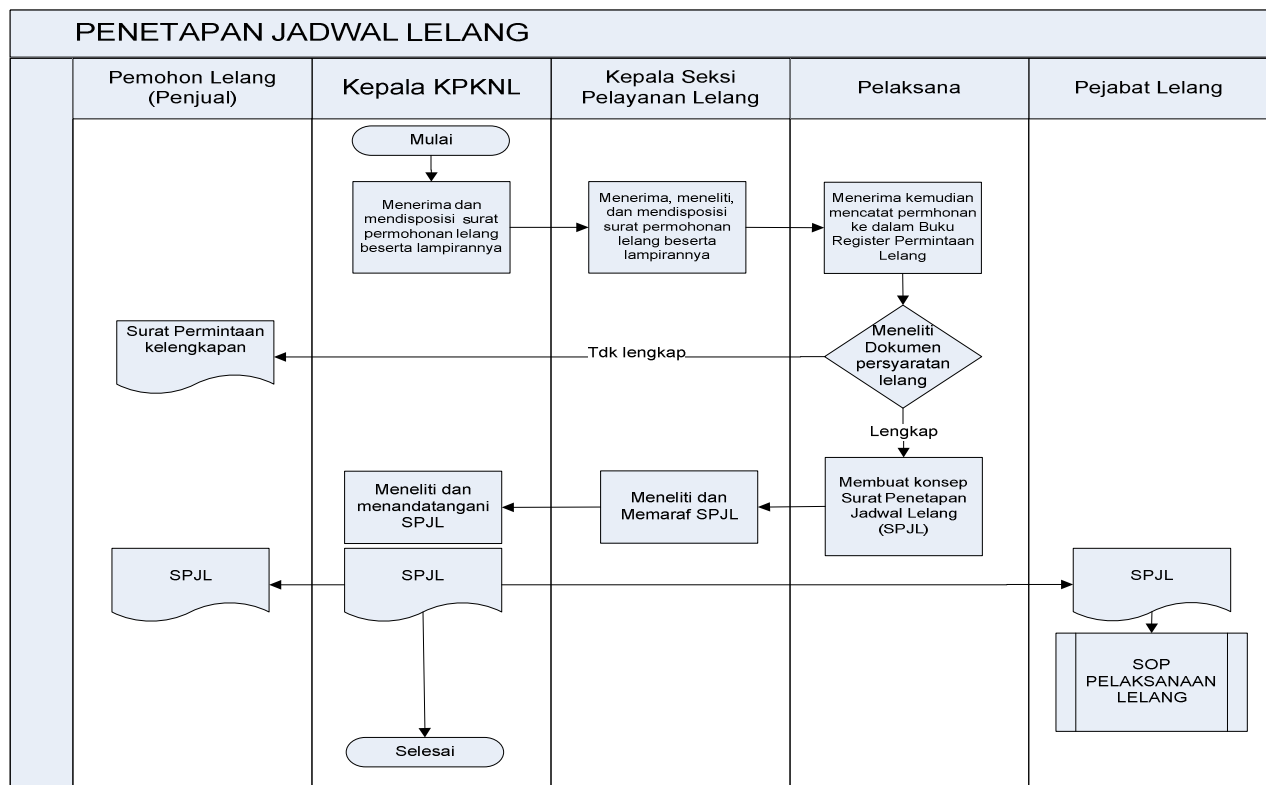 PENETAPAN JADWAL LELANG
Pemohon Lelang
(Penjual)
Kepala KPKNL
Kepala Seksi
Pelayanan Lelang
Pelaksana
Pejabat Lelang
Mulai
Menerima dan
mendisposisi surat
permohonan lelang
beserta lampirannya
Menerima, meneliti,
dan mendisposisi
surat permohonan
lelang beserta
lampirannya
Menerima kemudian
mencatat permhonan
ke dalam Buku
Register Permintaan
Lelang
Surat Permintaan
kelengkapan
Tdk lengkap
Meneliti
Dokumen
persyaratan
lelang
Lengkap
Meneliti dan
menandatangani
SPJL
Meneliti dan
Memaraf SPJL
Membuat konsep
Surat Penetapan
Jadwal Lelang
(SPJL)
SPJL
SPJL
SPJL
SOP
PELAKSANAAN
LELANG
Selesai